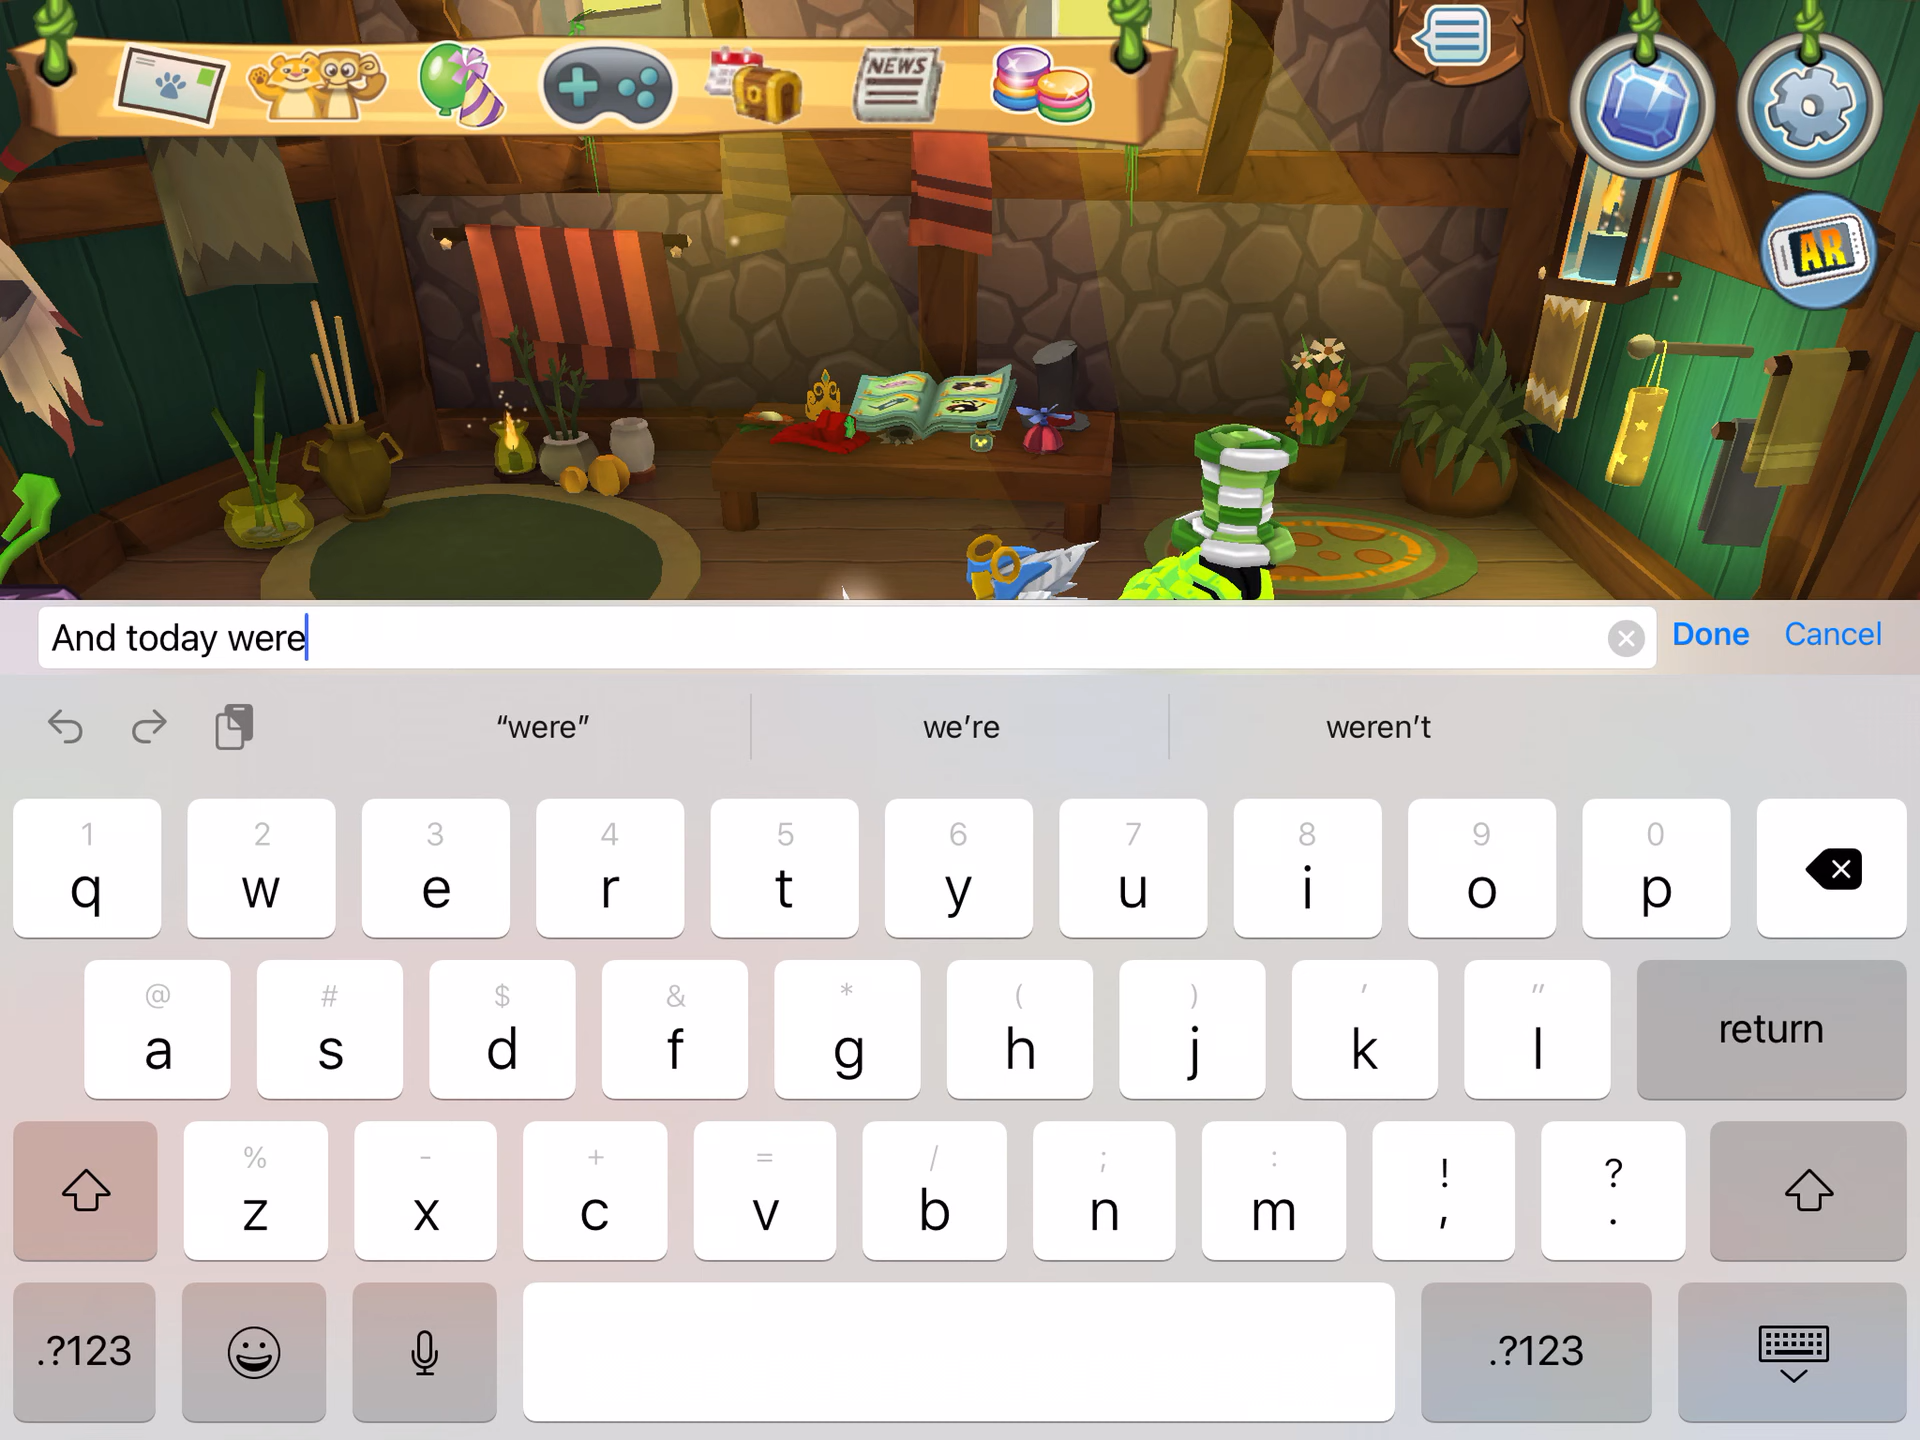 NEWS
AR
And today were
Done
Cancel
“were”
we’re
weren’t
1 2 3 4 5 6 7 8 9 0
q w e r t y u i o p
@ # $ & * ( ) ' "
a s d f g h j k l
return
% - + = / ; : ! ?
z x c v b n m , .
.?123
.?123